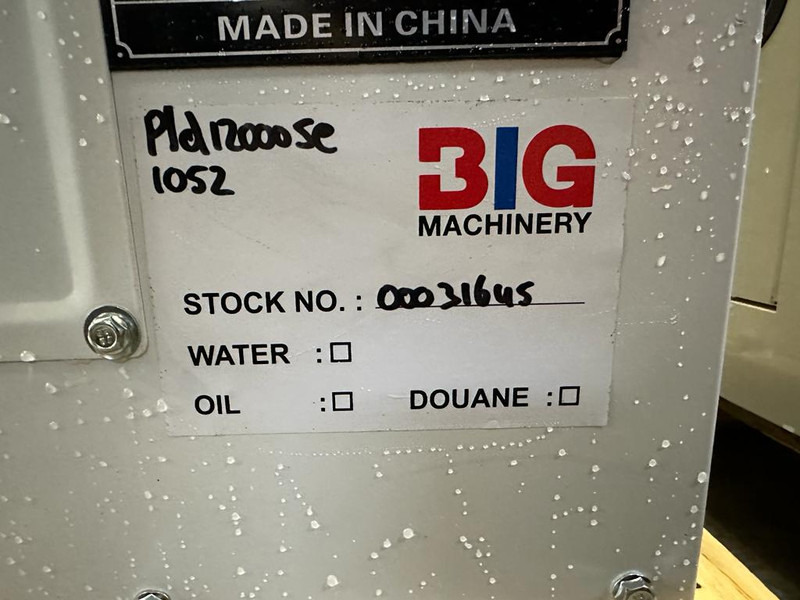 MADE IN CHINA
Pld12000se
1052
BIG
MACHINERY
STOCK NO. : 00031645
WATER : ☐
OIL : ☐ DOUANE : ☐